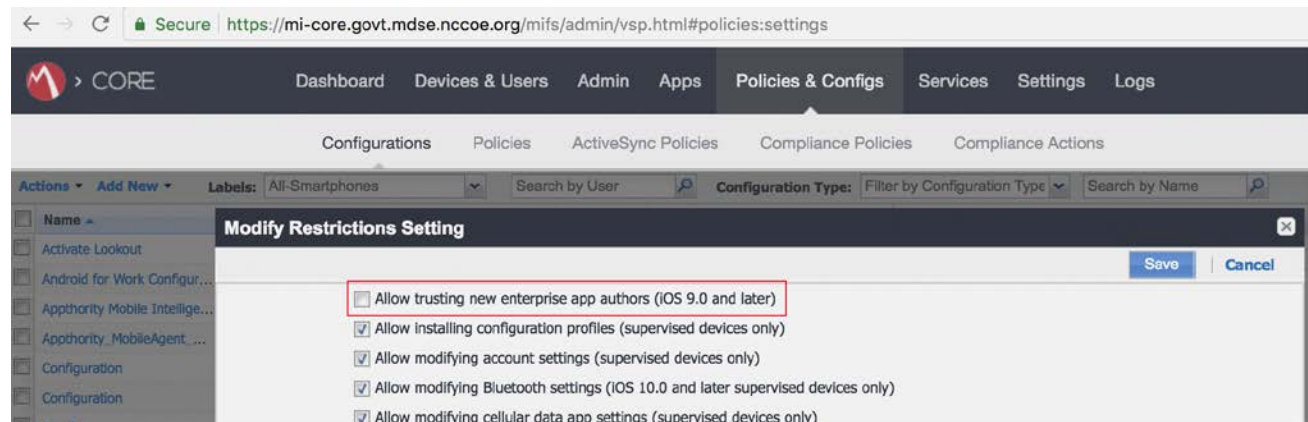 Secure https://mi-core.govt.mdse.nccoe.org/mifs/admin/vsp.html#policies:settings
CORE Dashboard Devices & Users Admin Apps Policies & Configs Services Settings Logs
Configurations Policies ActiveSync Policies Compliance Policies Compliance Actions
Actions Add New Labels: All-Smartphones Search by User Configuration Type: Filter by Configuration Type Search by Name
Name
Modify Restrictions Setting
Activate Lookout
Save Cancel
Android for Work Configur...
Allow trusting new enterprise app authors (iOS 9.0 and later)
Appthority Mobile Intellige...
Allow installing configuration profiles (supervised devices only)
Appthority_MobileAgent_...
Allow modifying account settings (supervised devices only)
Configuration
Allow modifying Bluetooth settings (iOS 10.0 and later supervised devices only)
Configuration
Allow modifying cellular data app settings (supervised devices only)